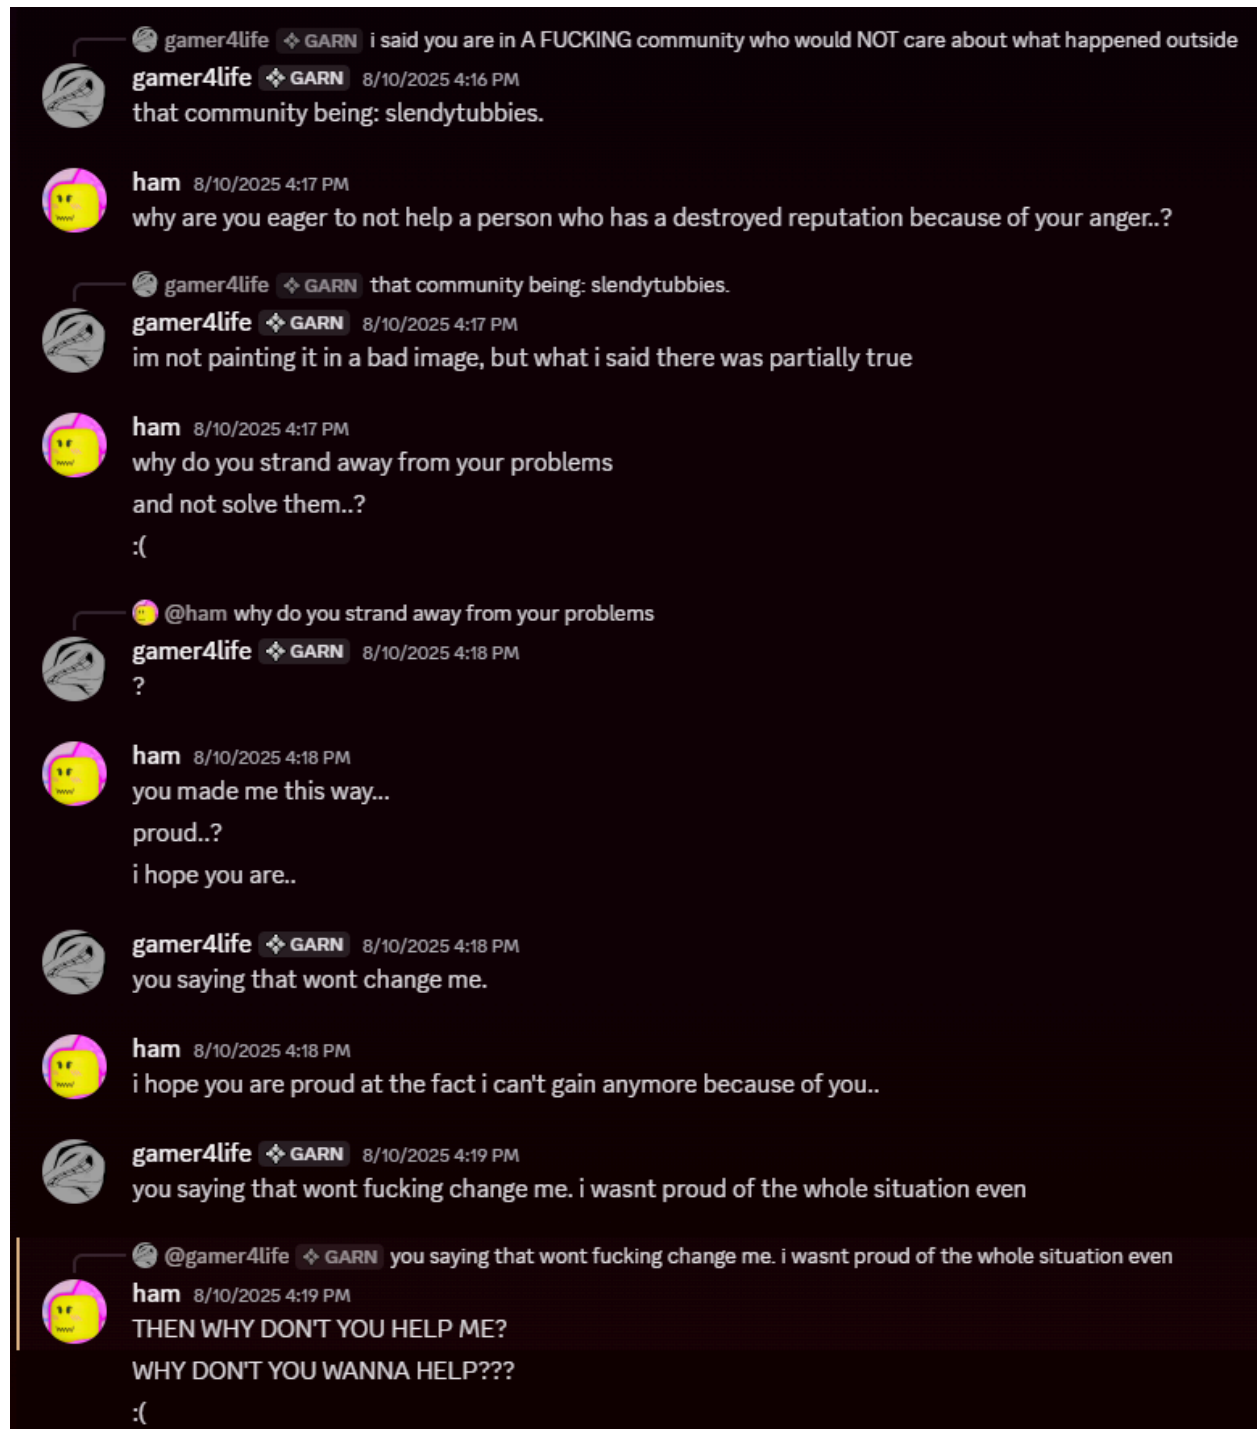 gamer4life GARN i said you are in A FUCKING community who would NOT care about what happened outside
gamer4life GARN 8/10/2025 4:16 PM
that community being: slendytubbies.
ham 8/10/2025 4:17 PM
why are you eager to not help a person who has a destroyed reputation because of your anger..?
gamer4life GARN that community being: slendytubbies.
gamer4life GARN 8/10/2025 4:17 PM
im not painting it in a bad image, but what i said there was partially true
ham 8/10/2025 4:17 PM
why do you strand away from your problems
and not solve them..?
:(
@ham why do you strand away from your problems
gamer4life GARN 8/10/2025 4:18 PM
?
ham 8/10/2025 4:18 PM
you made me this way...
proud..?
i hope you are..
gamer4life GARN 8/10/2025 4:18 PM
you saying that wont change me.
ham 8/10/2025 4:18 PM
i hope you are proud at the fact i can't gain anymore because of you..
gamer4life GARN 8/10/2025 4:19 PM
you saying that wont fucking change me. i wasnt proud of the whole situation even
@gamer4life GARN you saying that wont fucking change me. i wasnt proud of the whole situation even
ham 8/10/2025 4:19 PM
THEN WHY DON'T YOU HELP ME?
WHY DON'T YOU WANNA HELP???
:(